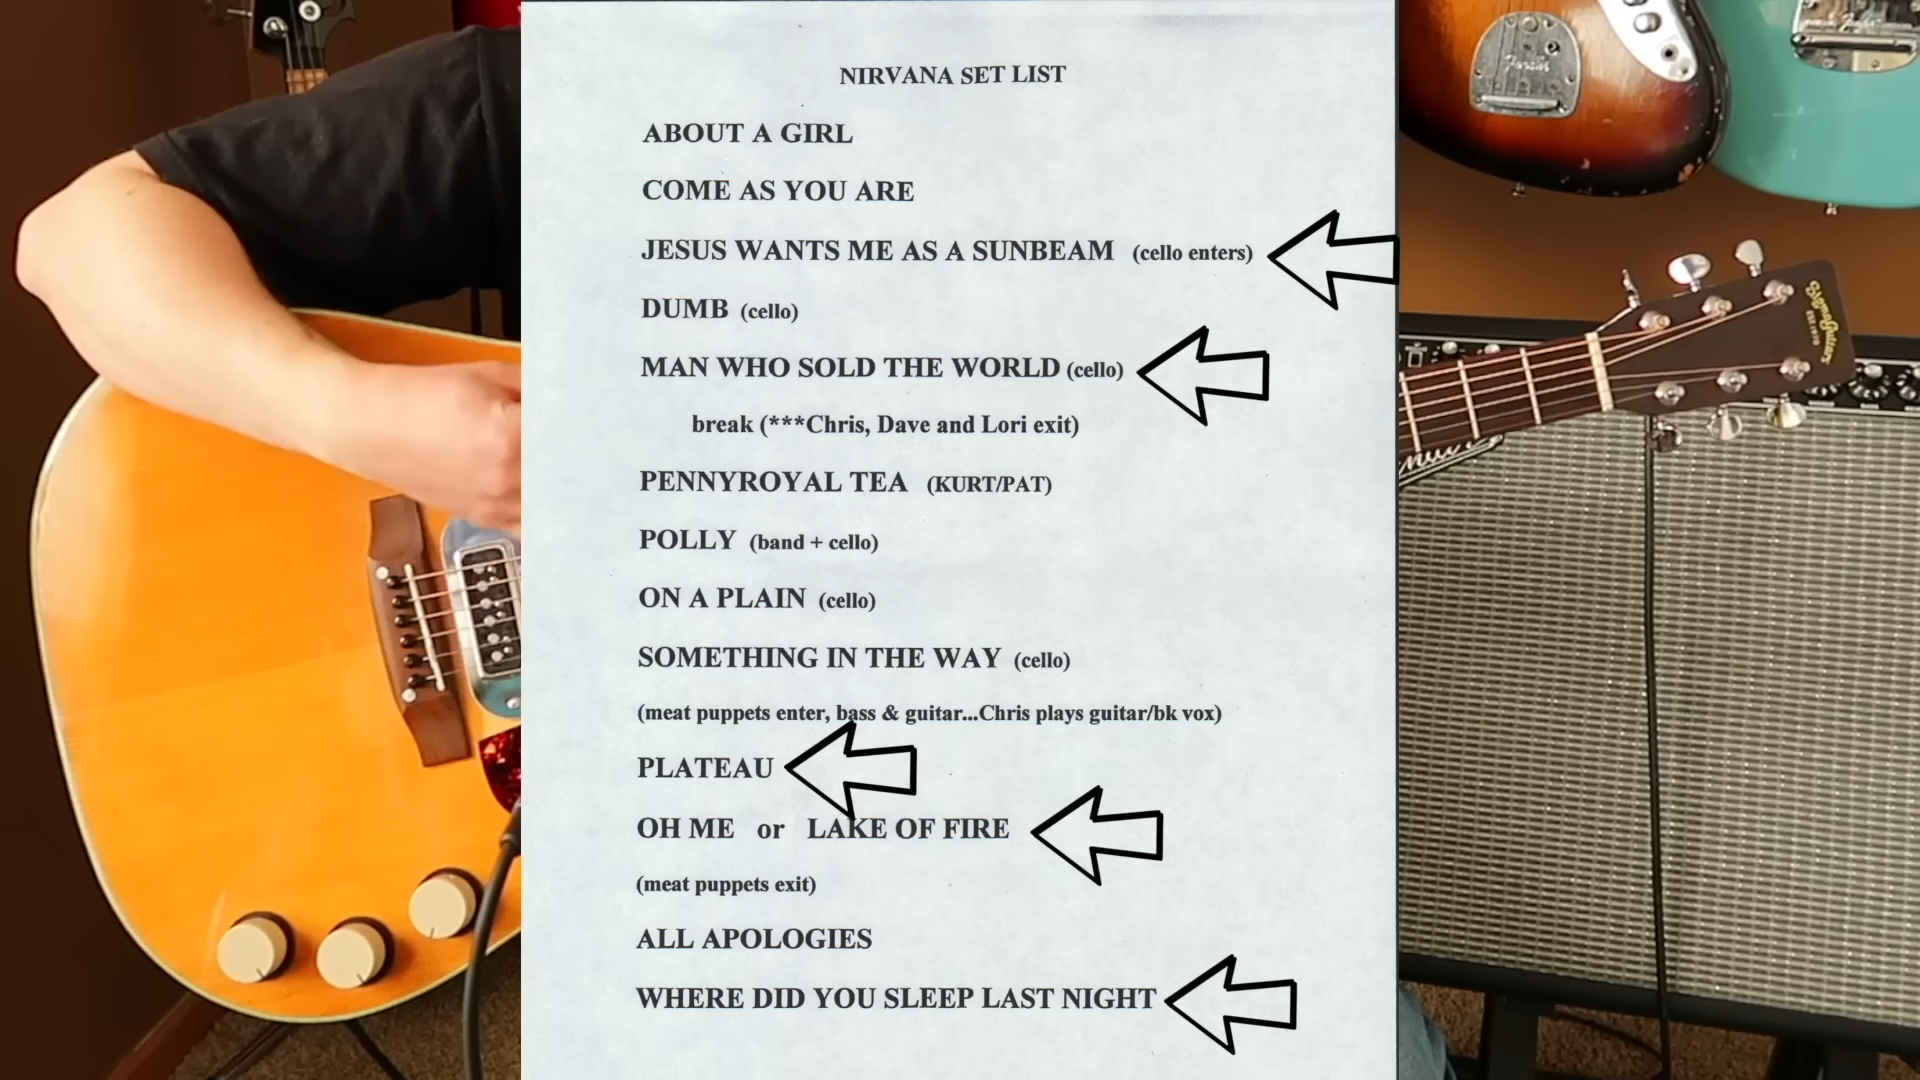 NIRVANA SET LIST
ABOUT A GIRL
COME AS YOU ARE
JESUS WANTS ME AS A SUNBEAM (cello enters)
DUMB (cello)
MAN WHO SOLD THE WORLD (cello)
break (***Chris, Dave and Lori exit)
PENNYROYAL TEA (KURT/PAT)
POLLY (band + cello)
ON A PLAIN (cello)
SOMETHING IN THE WAY (cello)
(meat puppets enter, bass & guitar...Chris plays guitar/bk vox)
PLATEAU
OH ME or LAKE OF FIRE
(meat puppets exit)
ALL APOLOGIES
WHERE DID YOU SLEEP LAST NIGHT
Fender